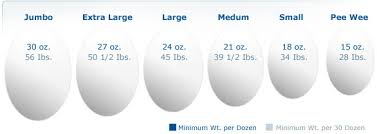 Jumbo Extra Large Large Medum Small Pee Wee
30 oz. 27 oz. 24 oz. 21 oz. 18 oz. 15 oz.
56 lbs. 50 1/2 lbs. 45 lbs. 39 1/2 lbs. 34 lbs. 28 lbs.
Minimum Wt. per Dozen Minimum Wt. per 30 Dozen